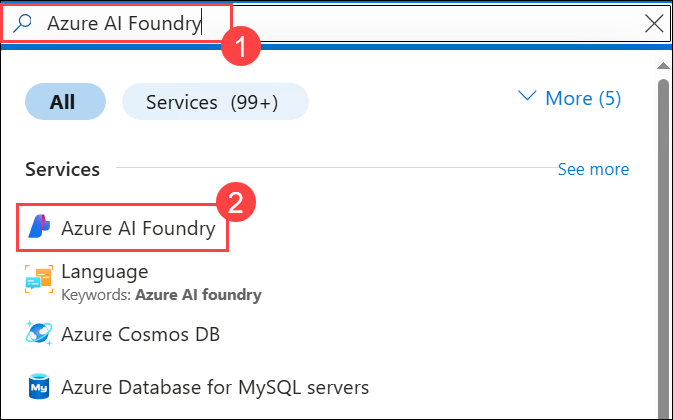 Azure AI Foundry
1
All
Services (99+)
More (5)
Services
See more
2
Azure AI Foundry
Language
Keywords: Azure AI foundry
Azure Cosmos DB
My
Azure Database for MySQL servers